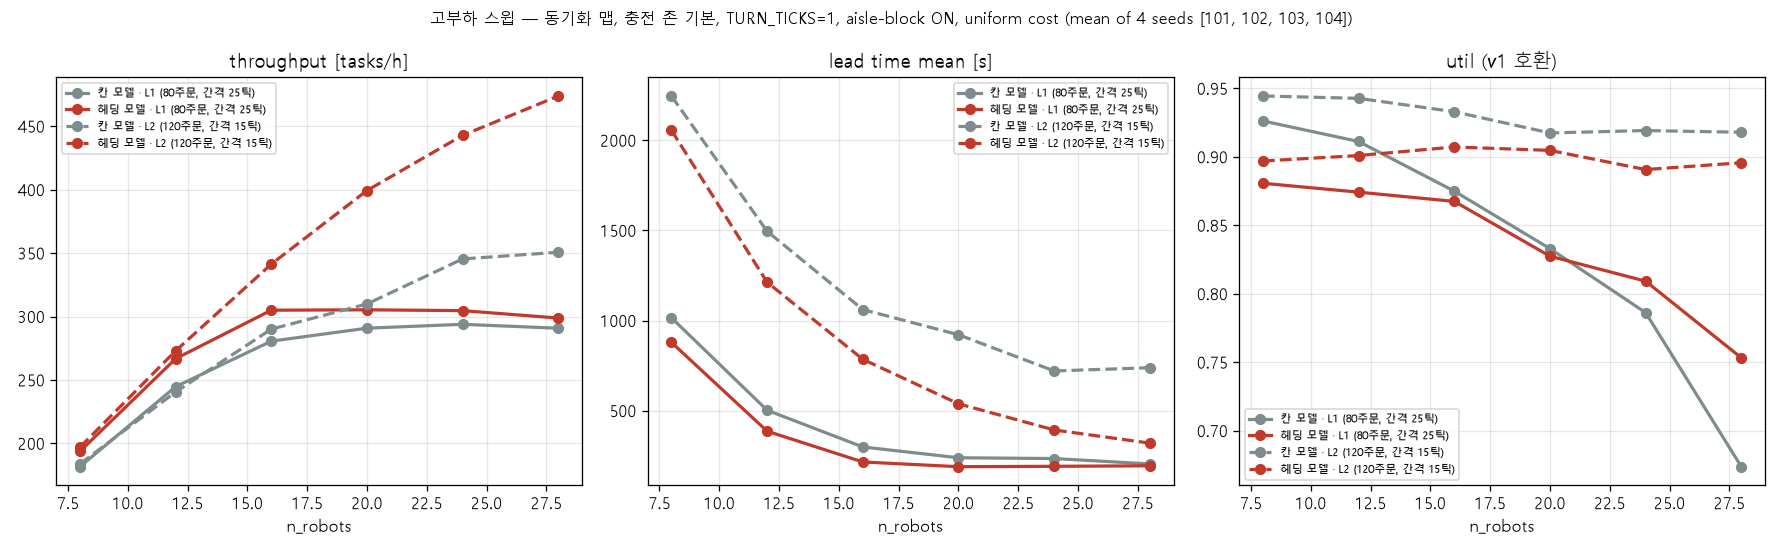 고부하 스윕 — 동기화 맵, 충전 존 기본, TURN_TICKS=1, aisle-block ON, uniform cost (mean of 4 seeds [101, 102, 103, 104])
throughput [tasks/h]
450
400
350
300
250
200
7.5 10.0 12.5 15.0 17.5 20.0 22.5 25.0 27.5
n_robots
칸 모델 · L1 (80주문, 간격 25틱)
헤딩 모델 · L1 (80주문, 간격 25틱)
칸 모델 · L2 (120주문, 간격 15틱)
헤딩 모델 · L2 (120주문, 간격 15틱)
lead time mean [s]
2000
1500
1000
500
7.5 10.0 12.5 15.0 17.5 20.0 22.5 25.0 27.5
n_robots
칸 모델 · L1 (80주문, 간격 25틱)
헤딩 모델 · L1 (80주문, 간격 25틱)
칸 모델 · L2 (120주문, 간격 15틱)
헤딩 모델 · L2 (120주문, 간격 15틱)
util (v1 호환)
0.95
0.90
0.85
0.80
0.75
0.70
7.5 10.0 12.5 15.0 17.5 20.0 22.5 25.0 27.5
n_robots
칸 모델 · L1 (80주문, 간격 25틱)
헤딩 모델 · L1 (80주문, 간격 25틱)
칸 모델 · L2 (120주문, 간격 15틱)
헤딩 모델 · L2 (120주문, 간격 15틱)